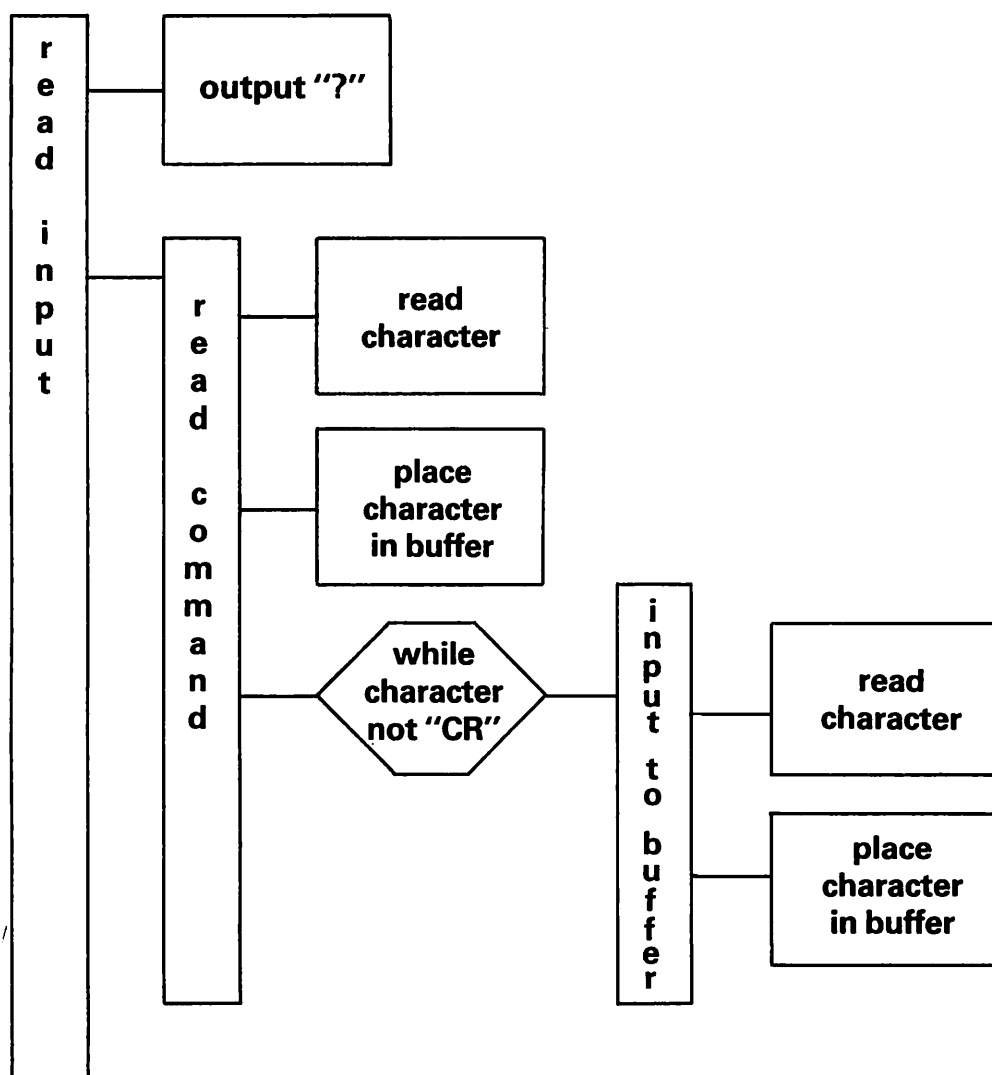 read input
output “?”
read command
read
character
place
character
in buffer
while
character
not “CR”
input to buffer
read
character
place
character
in buffer